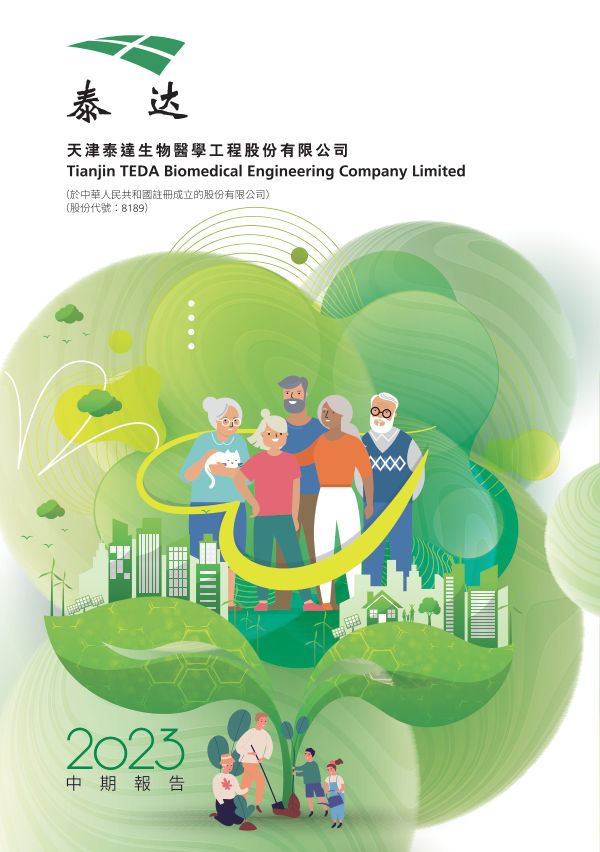 泰达
天津泰達生物醫學工程股份有限公司
Tianjin TEDA Biomedical Engineering Company Limited
(於中華人民共和國註冊成立的股份有限公司)
(股份代號：8189)
2023
中期報告